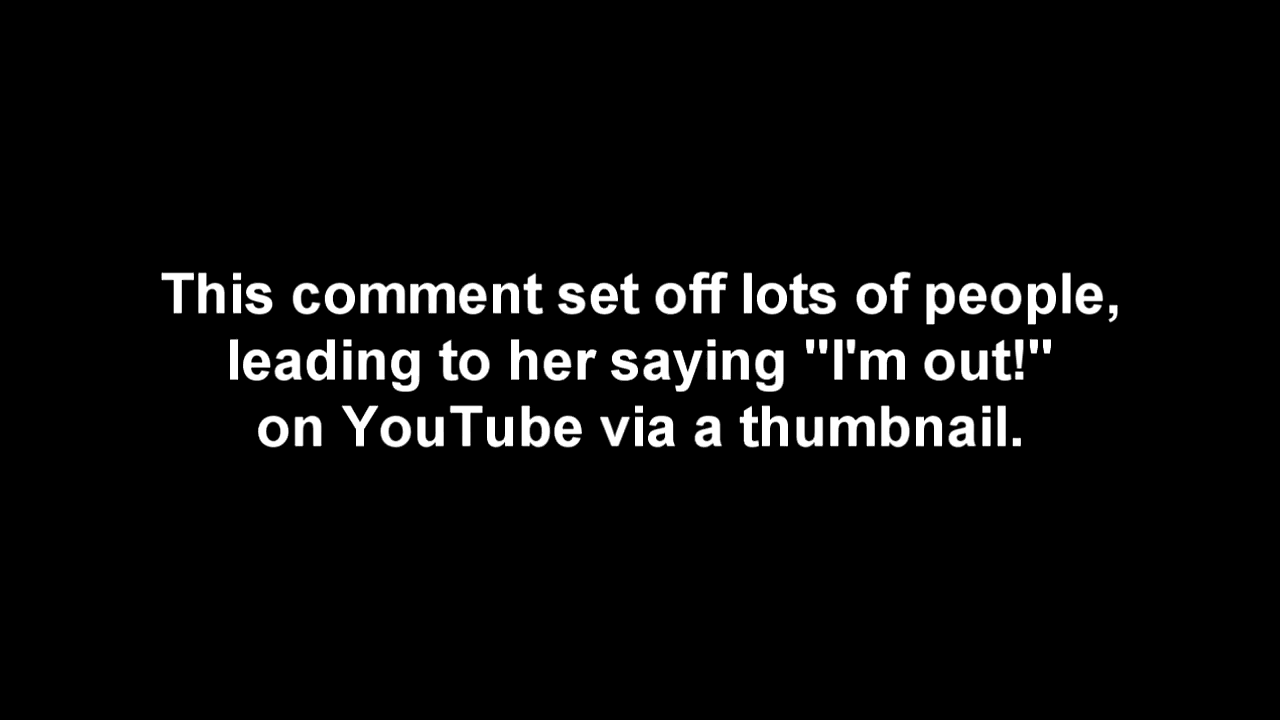 This comment set off lots of people,
leading to her saying "I'm out!"
on YouTube via a thumbnail.